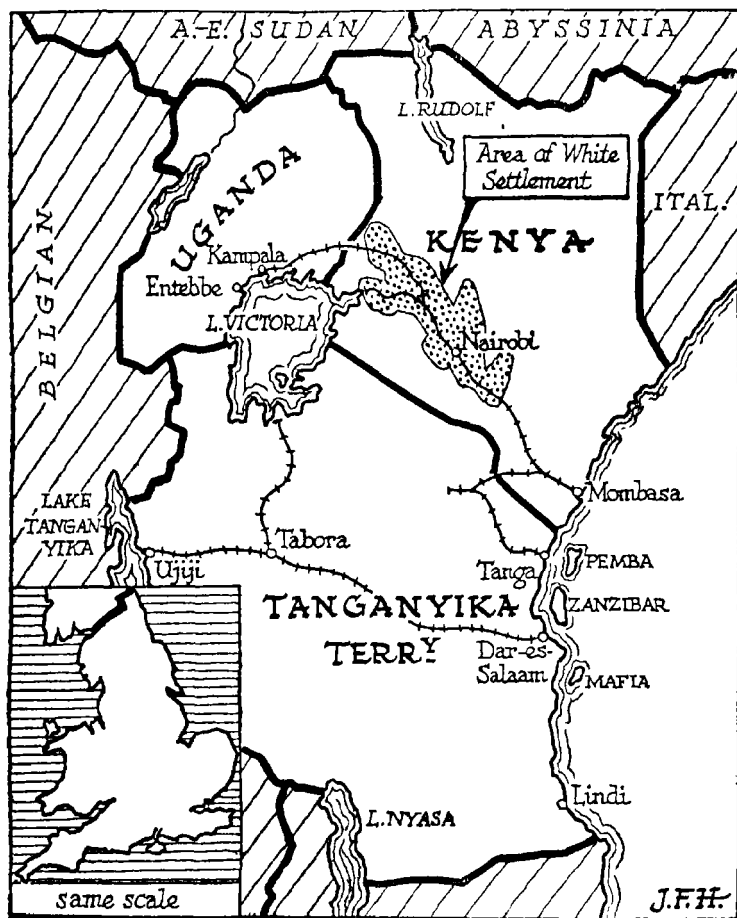 A.-E. SUDAN
ABYSSINIA
L. RUDOLF
Area of White
Settlement
ITAL.
UGANDA
KENYA
Kampala
Entebbe
L. VICTORIA
Nairobi
BELGIAN
LAKE
TANGAN-
YIKA
Mombasa
Ujiji
Tabora
Tanga
PEMBA
ZANZIBAR
TANGANYIKA
TERRY
Dar-es-
Salaam
MAFIA
Lindi
L. NYASA
same scale
J.F.H.